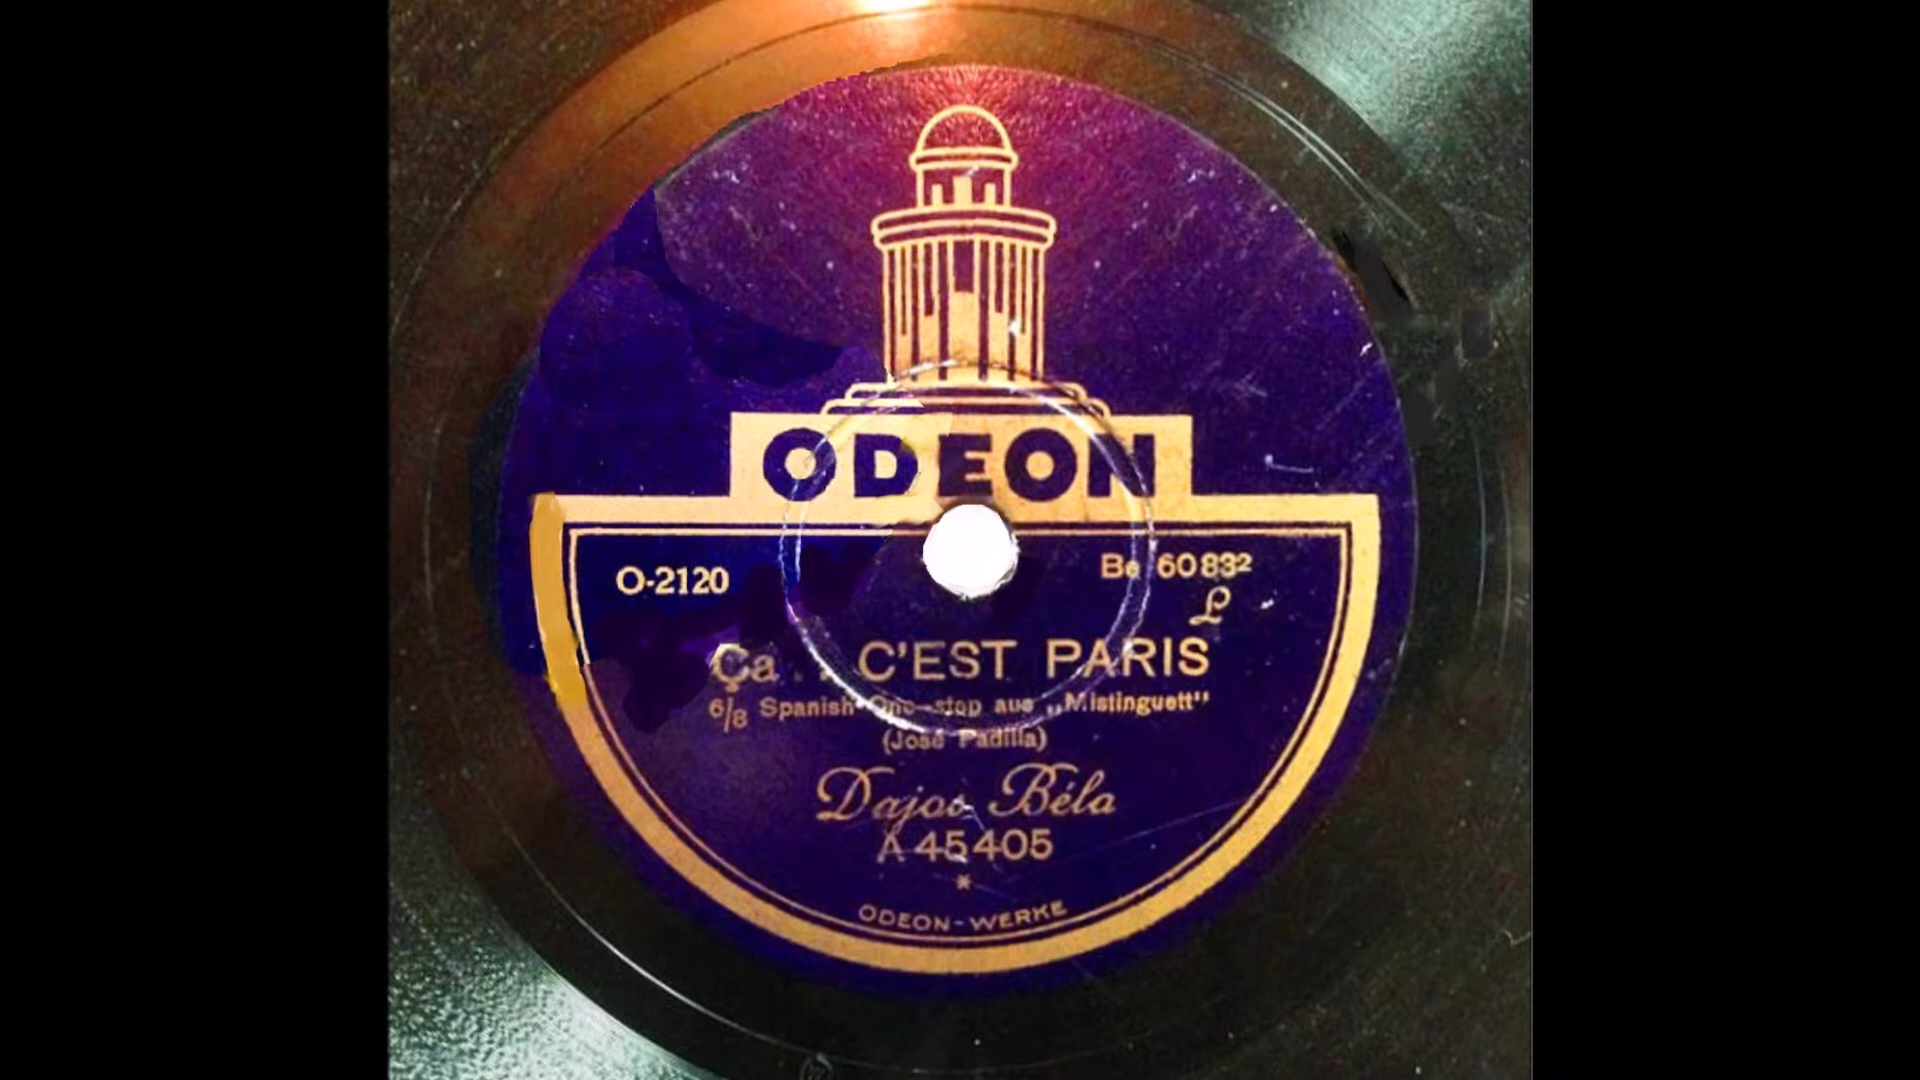 ODEON
O-2120
Be 6083²
L
Ça . . C'EST PARIS
6/8 Spanish One-step aus „Mistinguett"
(José Padilla)
Dajos Béla
A 45405
*
ODEON-WERKE